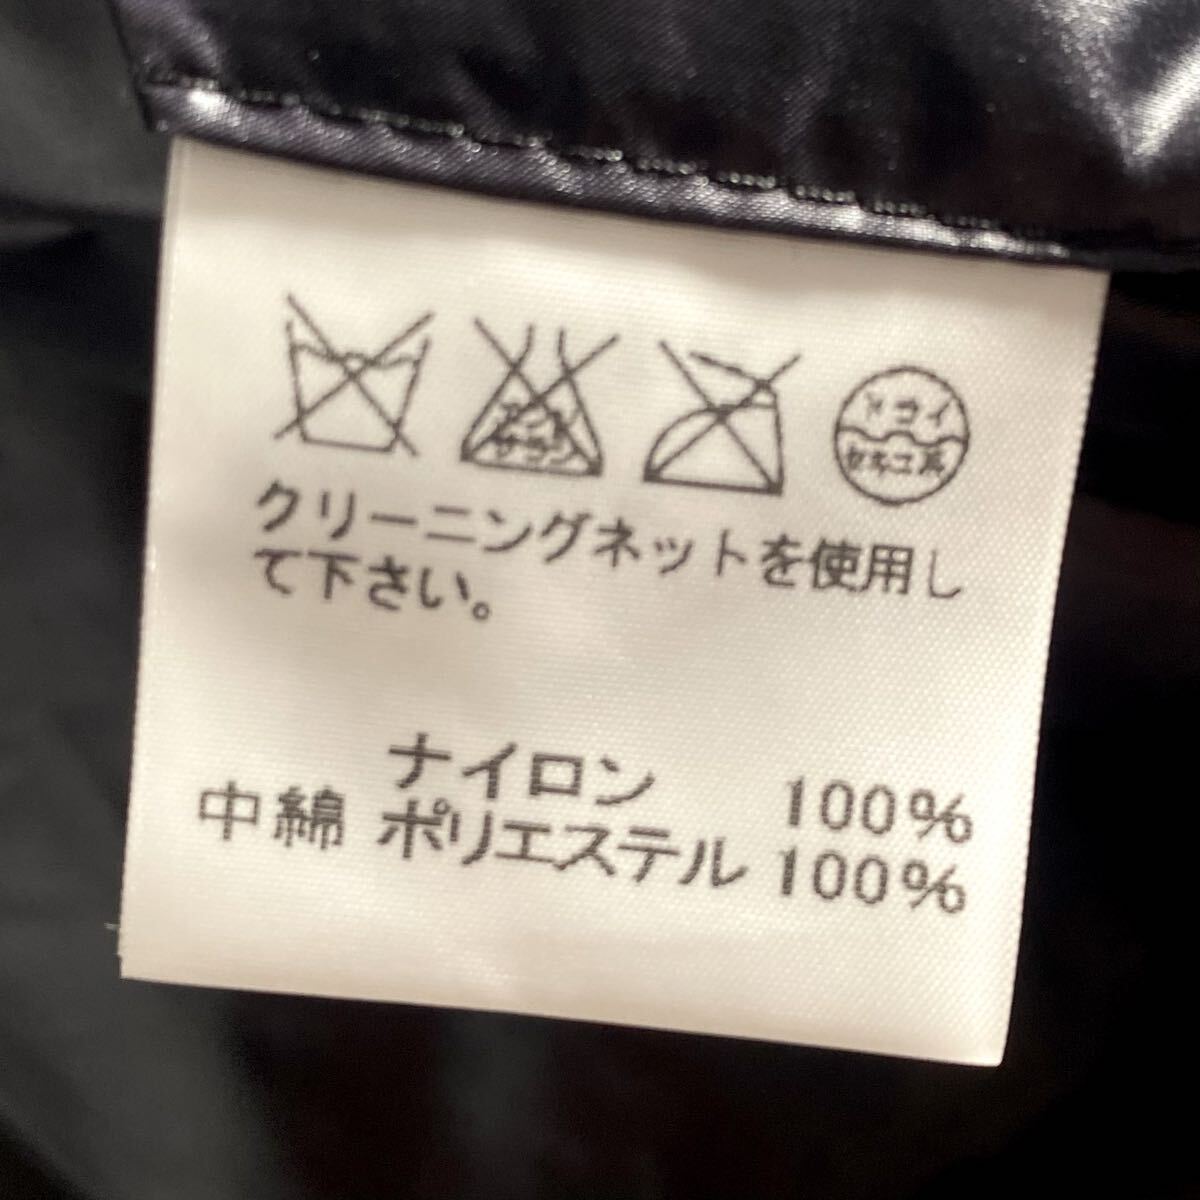 クリーニングネットを使用し
て下さい。
ナイロン 100%
中綿 ポリエステル 100%